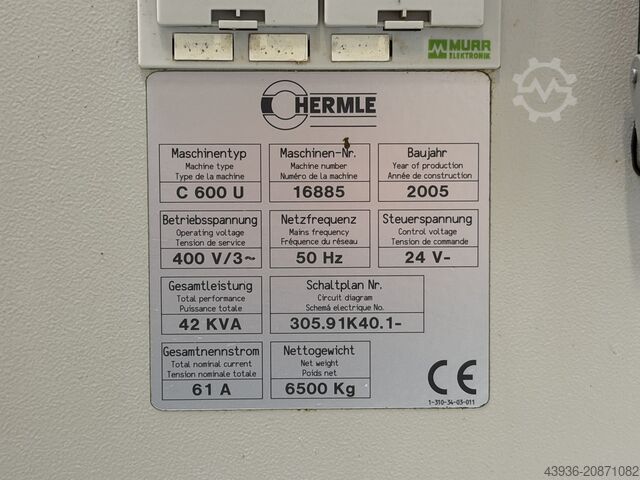 MURR
ELEKTRONIK
HERMLE
Maschinentyp
Machine type
Type de la machine
C 600 U
Maschinen-Nr.
Machine number
Numéro de la machine
16885
Baujahr
Year of production
Année de construction
2005
Betriebsspannung
Operating voltage
Tension de service
400 V/3~
Netzfrequenz
Mains frequency
Fréquence du réseau
50 Hz
Steuerspannung
Control voltage
Tension de commande
24 V-
Gesamtleistung
Total performance
Puissance totale
42 KVA
Schaltplan Nr.
Circuit diagram
Schemá electrique No.
305.91K40.1-
Gesamtnennstrom
Total nominal current
Tension nominale totale
61 A
Nettogewicht
Net weight
Poids net
6500 Kg
CE
1-310-34-03-011
43936-20871082